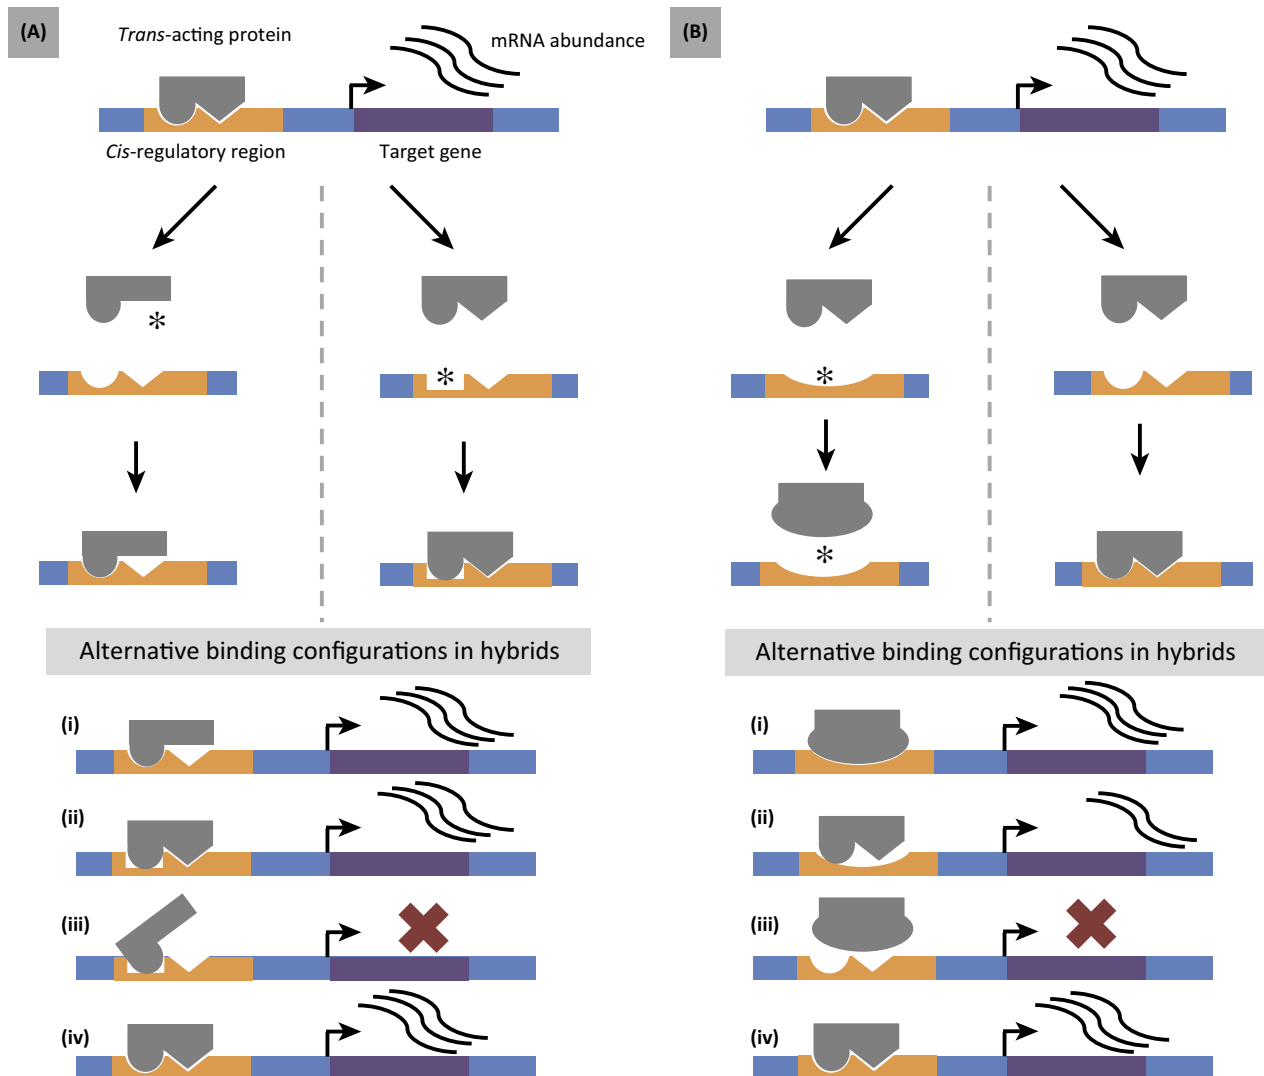 (A)
Trans-acting protein
mRNA abundance
(B)
Cis-regulatory region
Target gene
*
*
*
*
Alternative binding configurations in hybrids
Alternative binding configurations in hybrids
(i)
(i)
(ii)
(ii)
(iii)
(iii)
(iv)
(iv)